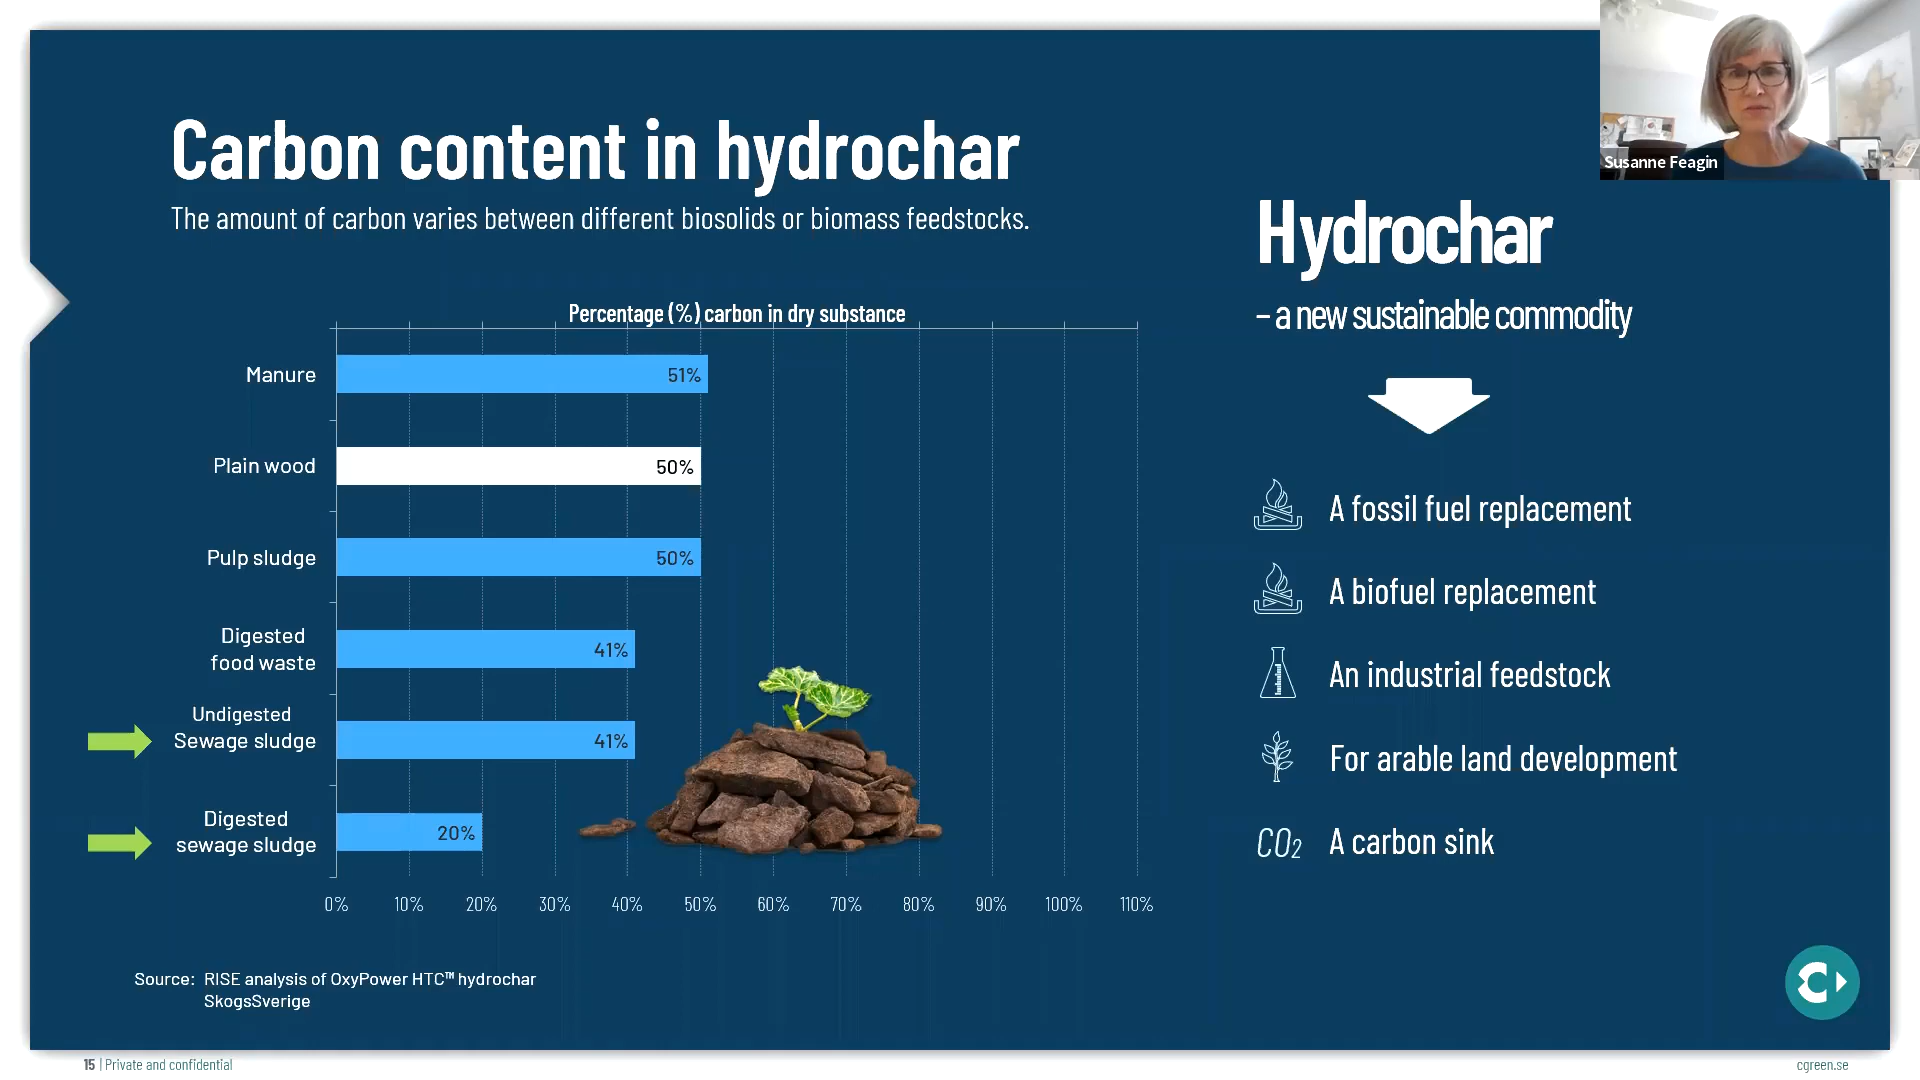 Susanne Feagin
Carbon content in hydrochar
The amount of carbon varies between different biosolids or biomass feedstocks.
Percentage (%) carbon in dry substance
Manure
51%
Plain wood
50%
Pulp sludge
50%
Digested
food waste
41%
Undigested
Sewage sludge
41%
Digested
sewage sludge
20%
0% 10% 20% 30% 40% 50% 60% 70% 80% 90% 100% 110%
Source: RISE analysis of OxyPower HTC™ hydrochar
SkogsSverige
Hydrochar
– a new sustainable commodity
A fossil fuel replacement
A biofuel replacement
An industrial feedstock
For arable land development
CO₂ A carbon sink
15 | Private and confidential
cgreen.se